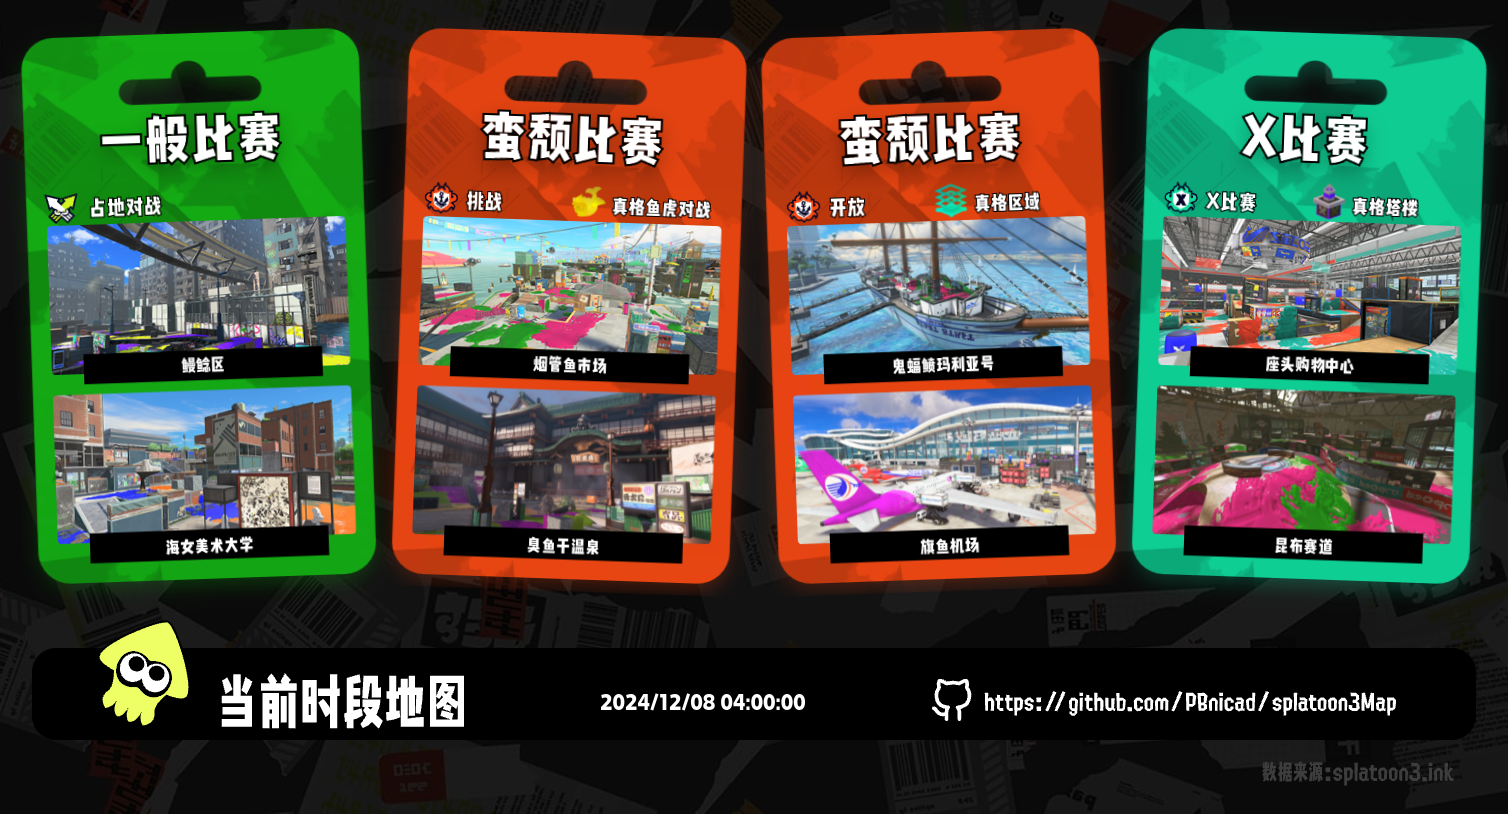 一般比赛
占地对战
鳗鲶区
海女美术大学
蛮颓比赛
挑战
真格鱼虎对战
烟管鱼市场
臭鱼干温泉
蛮颓比赛
开放
真格区域
鬼蝠鲼玛利亚号
旗鱼机场
X比赛
X比赛
真格塔楼
座头购物中心
昆布赛道
当前时段地图
2024/12/08 04:00:00
https://github.com/PBnicad/splatoon3Map
数据来源:splatoon3.ink